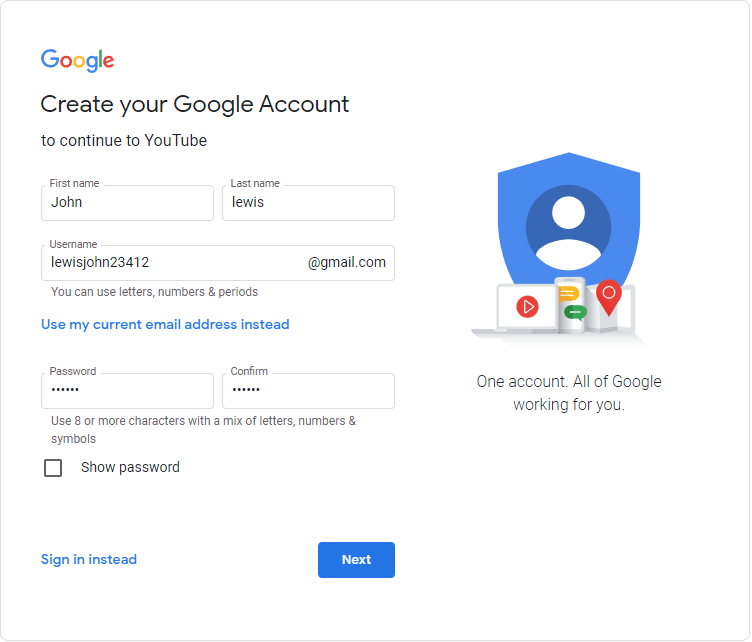 Google
Create your Google Account
to continue to YouTube
First name
John
Last name
lewis
Username
lewisjohn23412
@gmail.com
You can use letters, numbers & periods
Use my current email address instead
Password
••••••
Confirm
••••••
Use 8 or more characters with a mix of letters, numbers &
symbols
Show password
Sign in instead
Next
One account. All of Google
working for you.